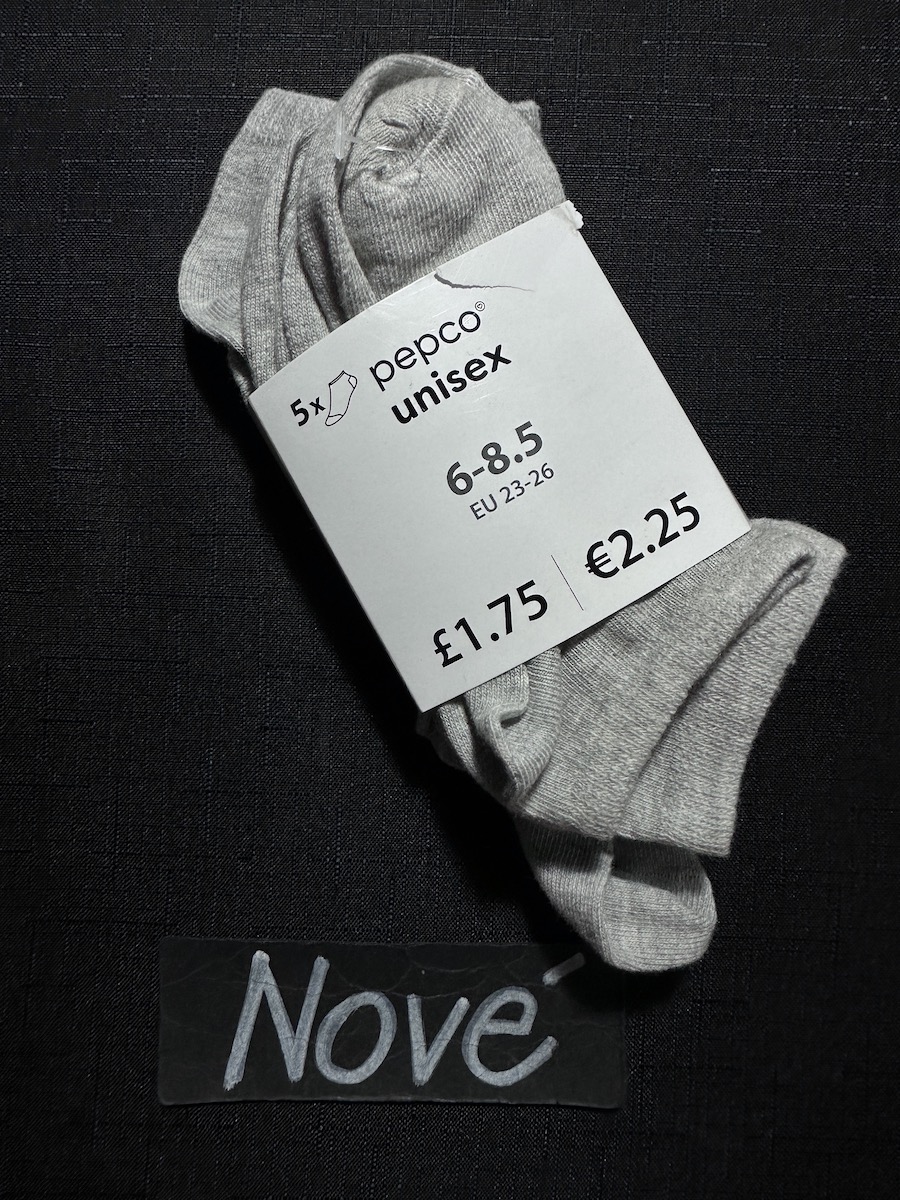 5x pepco®
unisex
6-8.5
EU 23-26
£1.75 | €2.25
Nové